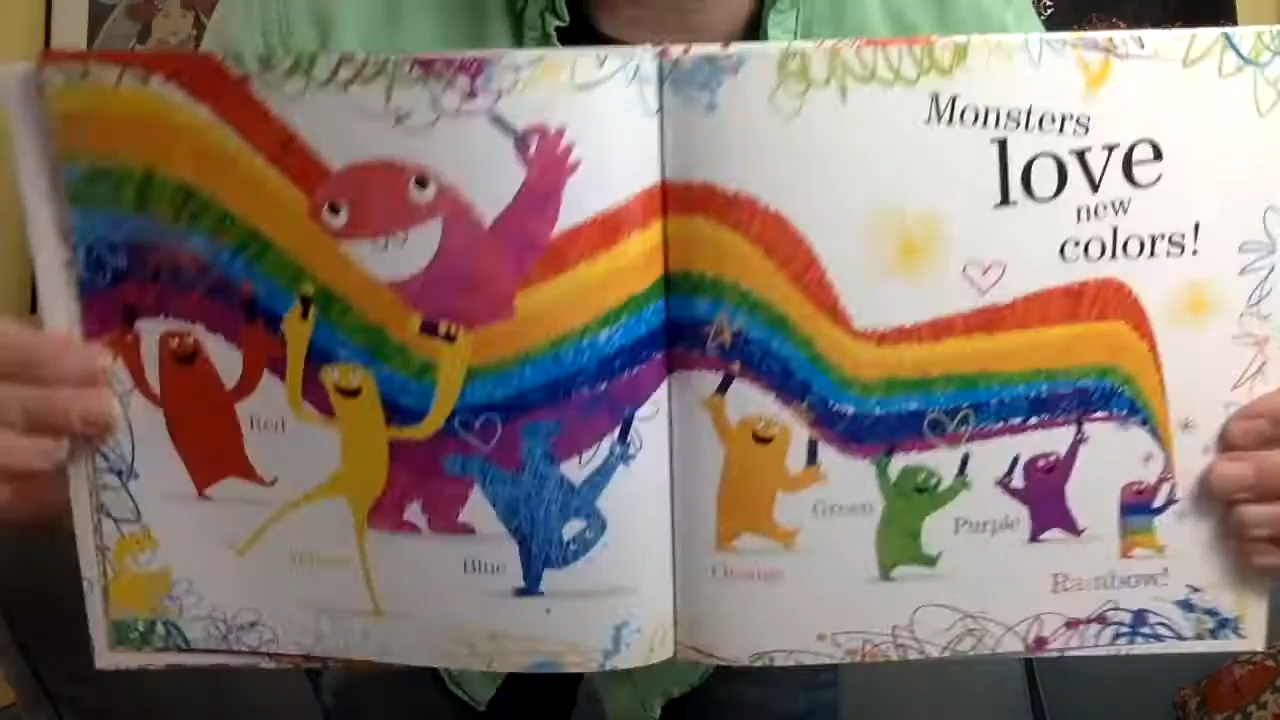 Monsters
love
new
colors!
Red
Yellow
Blue
Orange
Green
Purple
Rainbow!